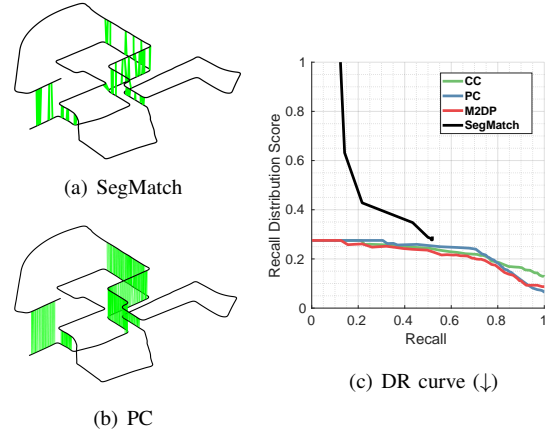 (a) SegMatch
(b) PC
CC
PC
M2DP
SegMatch
Recall Distribution Score
1
0.8
0.6
0.4
0.2
0
0 0.2 0.4 0.6 0.8 1
Recall
(c) DR curve (↓)